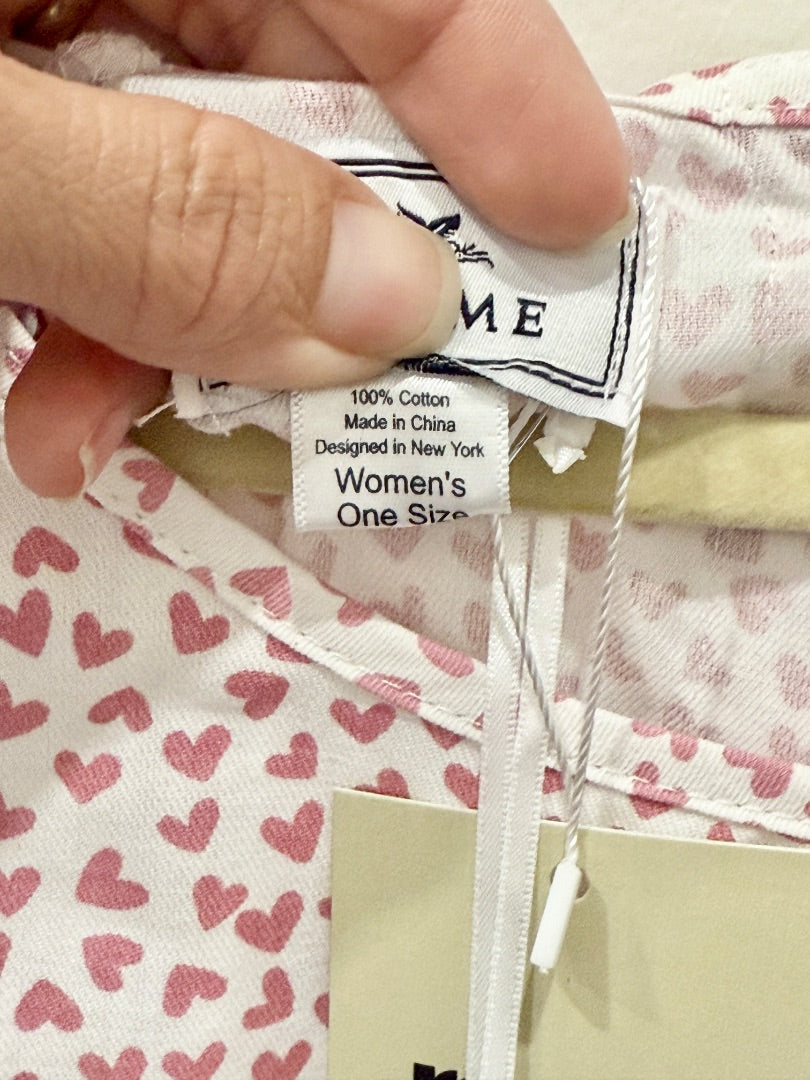 ME
100% Cotton
Made in China
Designed in New York
Women's
One Size